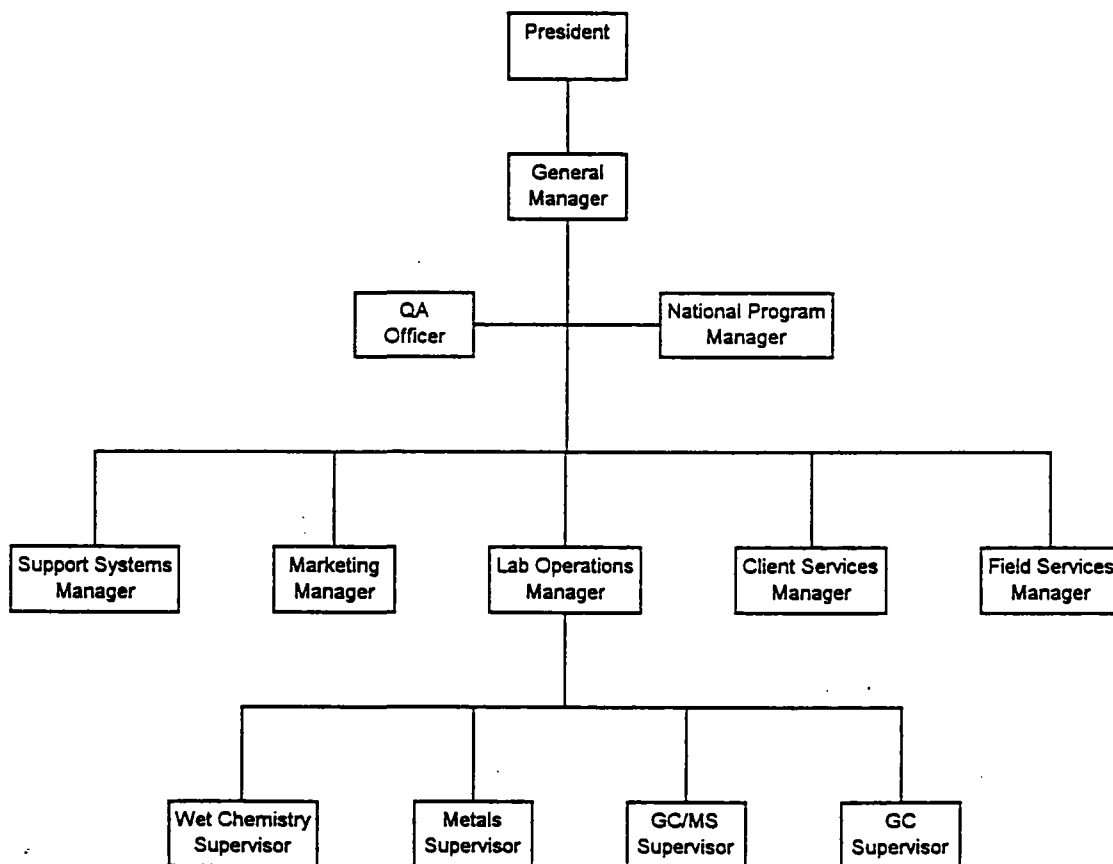 President
General
Manager
QA
Officer
National Program
Manager
Support Systems
Manager
Marketing
Manager
Lab Operations
Manager
Client Services
Manager
Field Services
Manager
Wet Chemistry
Supervisor
Metals
Supervisor
GC/MS
Supervisor
GC
Supervisor